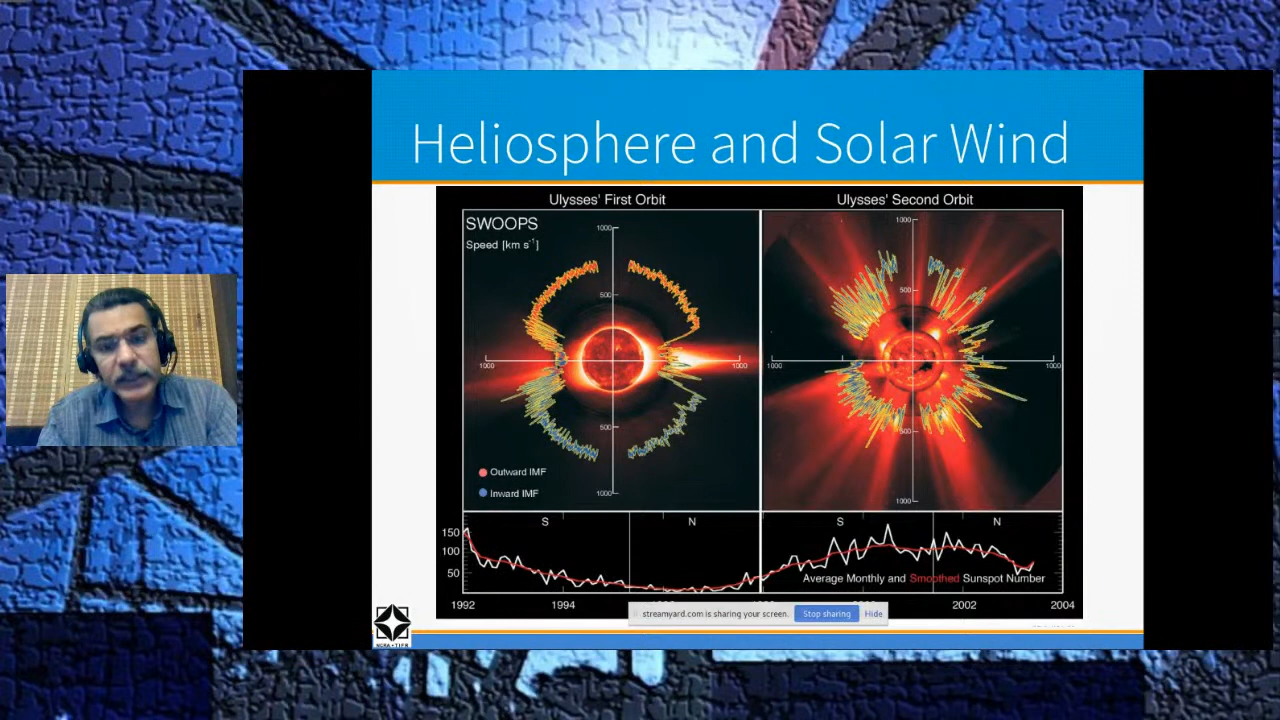 Heliosphere and Solar Wind
Ulysses' First Orbit
Ulysses' Second Orbit
SWOOPS
Speed [km s⁻¹]
1000
500
1000
1000
500
1000
Outward IMF
Inward IMF
1000
500
1000
1000
500
1000
S
N
S
N
150
100
50
Average Monthly and Smoothed Sunspot Number
1992
1994
2002
2004
streamyard.com is sharing your screen.
Stop sharing
Hide
NCRA • TIFR